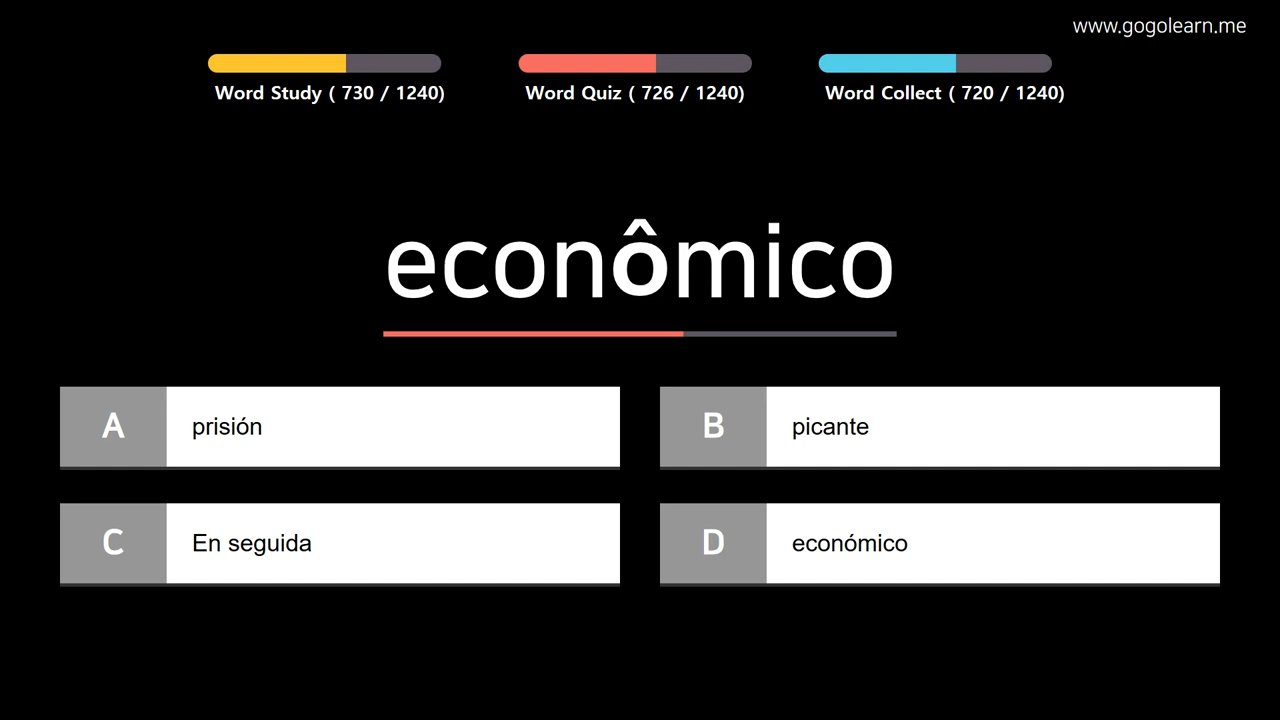 www.gogolearn.me
Word Study ( 730 / 1240)
Word Quiz ( 726 / 1240)
Word Collect ( 720 / 1240)
econômico
A prisión
B picante
C En seguida
D económico